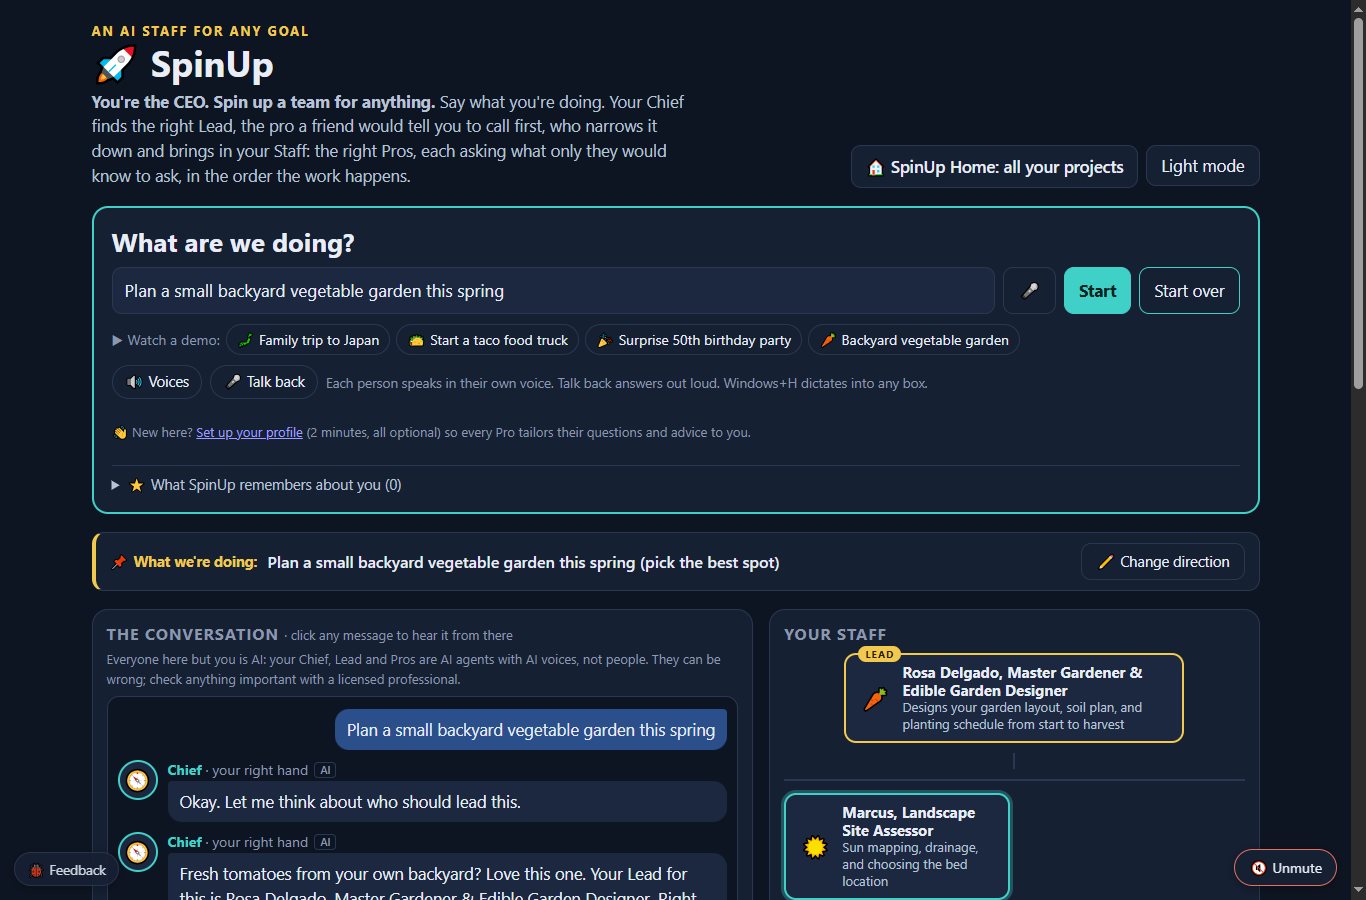 AN AI STAFF FOR ANY GOAL
SpinUp
You're the CEO. Spin up a team for anything. Say what you're doing. Your Chief
finds the right Lead, the pro a friend would tell you to call first, who narrows it
down and brings in your Staff: the right Pros, each asking what only they would
know to ask, in the order the work happens.
SpinUp Home: all your projects
Light mode
What are we doing?
Plan a small backyard vegetable garden this spring
Start
Start over
Watch a demo:
Family trip to Japan
Start a taco food truck
Surprise 50th birthday party
Backyard vegetable garden
Voices
Talk back
Each person speaks in their own voice. Talk back answers out loud. Windows+H dictates into any box.
New here? Set up your profile (2 minutes, all optional) so every Pro tailors their questions and advice to you.
What SpinUp remembers about you (0)
What we're doing: Plan a small backyard vegetable garden this spring (pick the best spot)
Change direction
THE CONVERSATION · click any message to hear it from there
Everyone here but you is AI: your Chief, Lead and Pros are AI agents with AI voices, not people. They can be
wrong; check anything important with a licensed professional.
Plan a small backyard vegetable garden this spring
Chief · your right hand AI
Okay. Let me think about who should lead this.
Chief · your right hand AI
Fresh tomatoes from your own backyard? Love this one. Your Lead for
this is Rosa Delgado, Master Gardener & Edible Garden Designer. Right
YOUR STAFF
LEAD
Rosa Delgado, Master Gardener &
Edible Garden Designer
Designs your garden layout, soil plan, and
planting schedule from start to harvest
Marcus, Landscape
Site Assessor
Sun mapping, drainage,
and choosing the bed
location
Feedback
Unmute